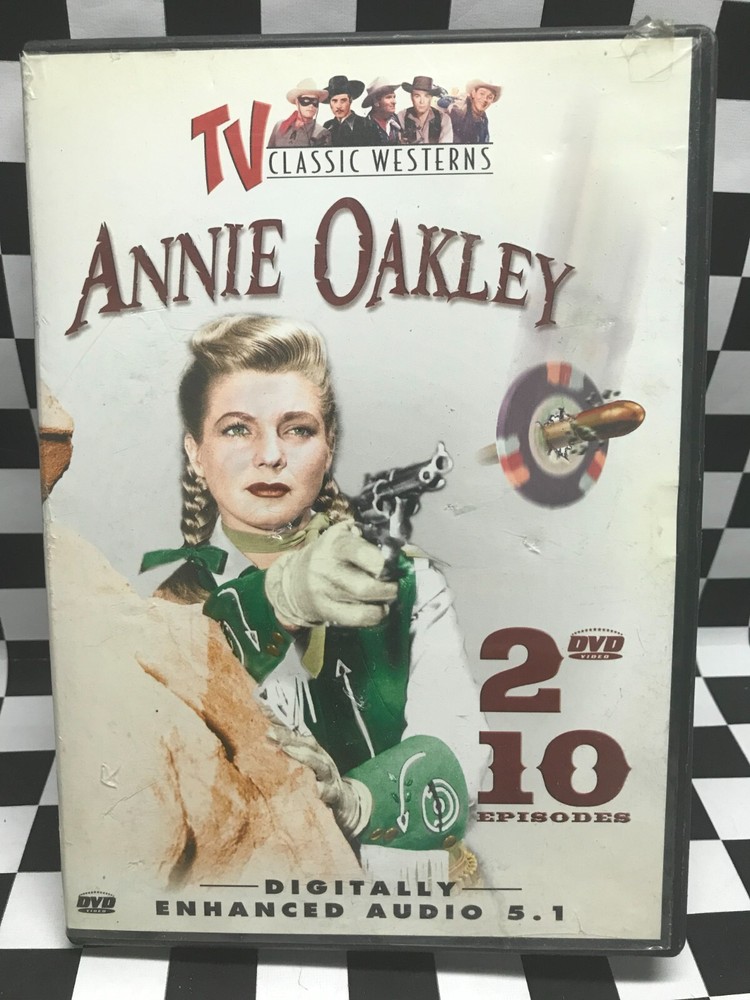 TV
CLASSIC WESTERNS
ANNIE OAKLEY
2 DVD
VIDEO
10
EPISODES
DIGITALLY
ENHANCED AUDIO 5.1
DVD
VIDEO